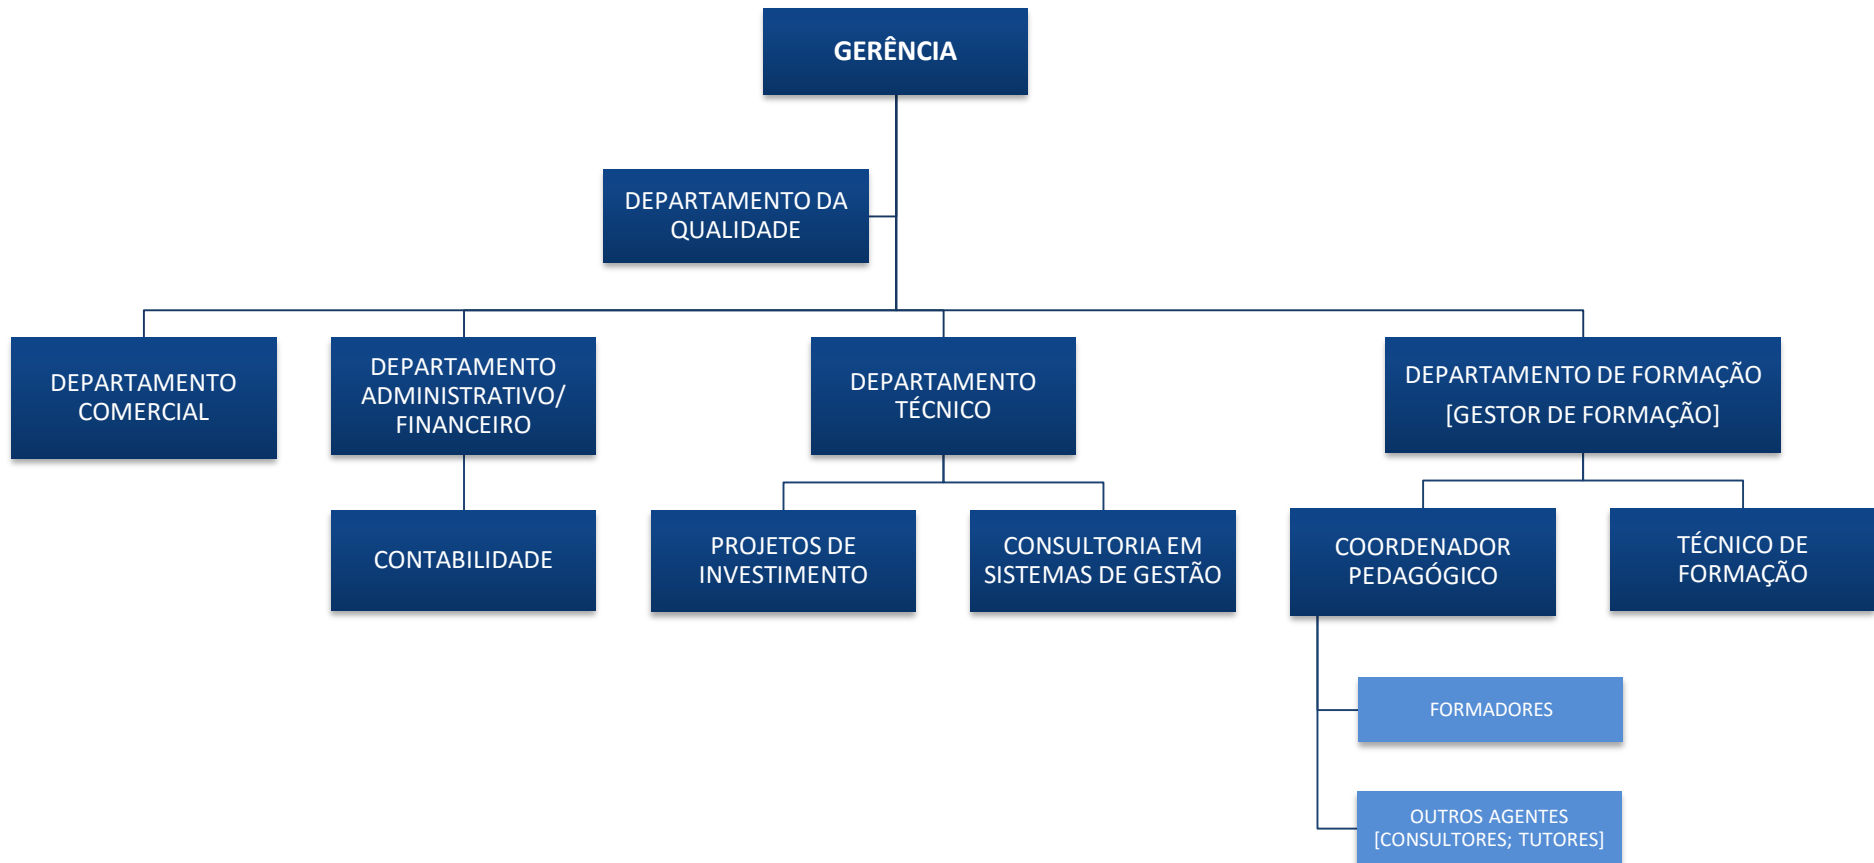 GERÊNCIA
DEPARTAMENTO DA
QUALIDADE
DEPARTAMENTO
COMERCIAL
DEPARTAMENTO
ADMINISTRATIVO/
FINANCEIRO
DEPARTAMENTO
TÉCNICO
DEPARTAMENTO DE FORMAÇÃO
[GESTOR DE FORMAÇÃO]
CONTABILIDADE
PROJETOS DE
INVESTIMENTO
CONSULTORIA EM
SISTEMAS DE GESTÃO
COORDENADOR
PEDAGÓGICO
TÉCNICO DE
FORMAÇÃO
FORMADORES
OUTROS AGENTES
[CONSULTORES; TUTORES]